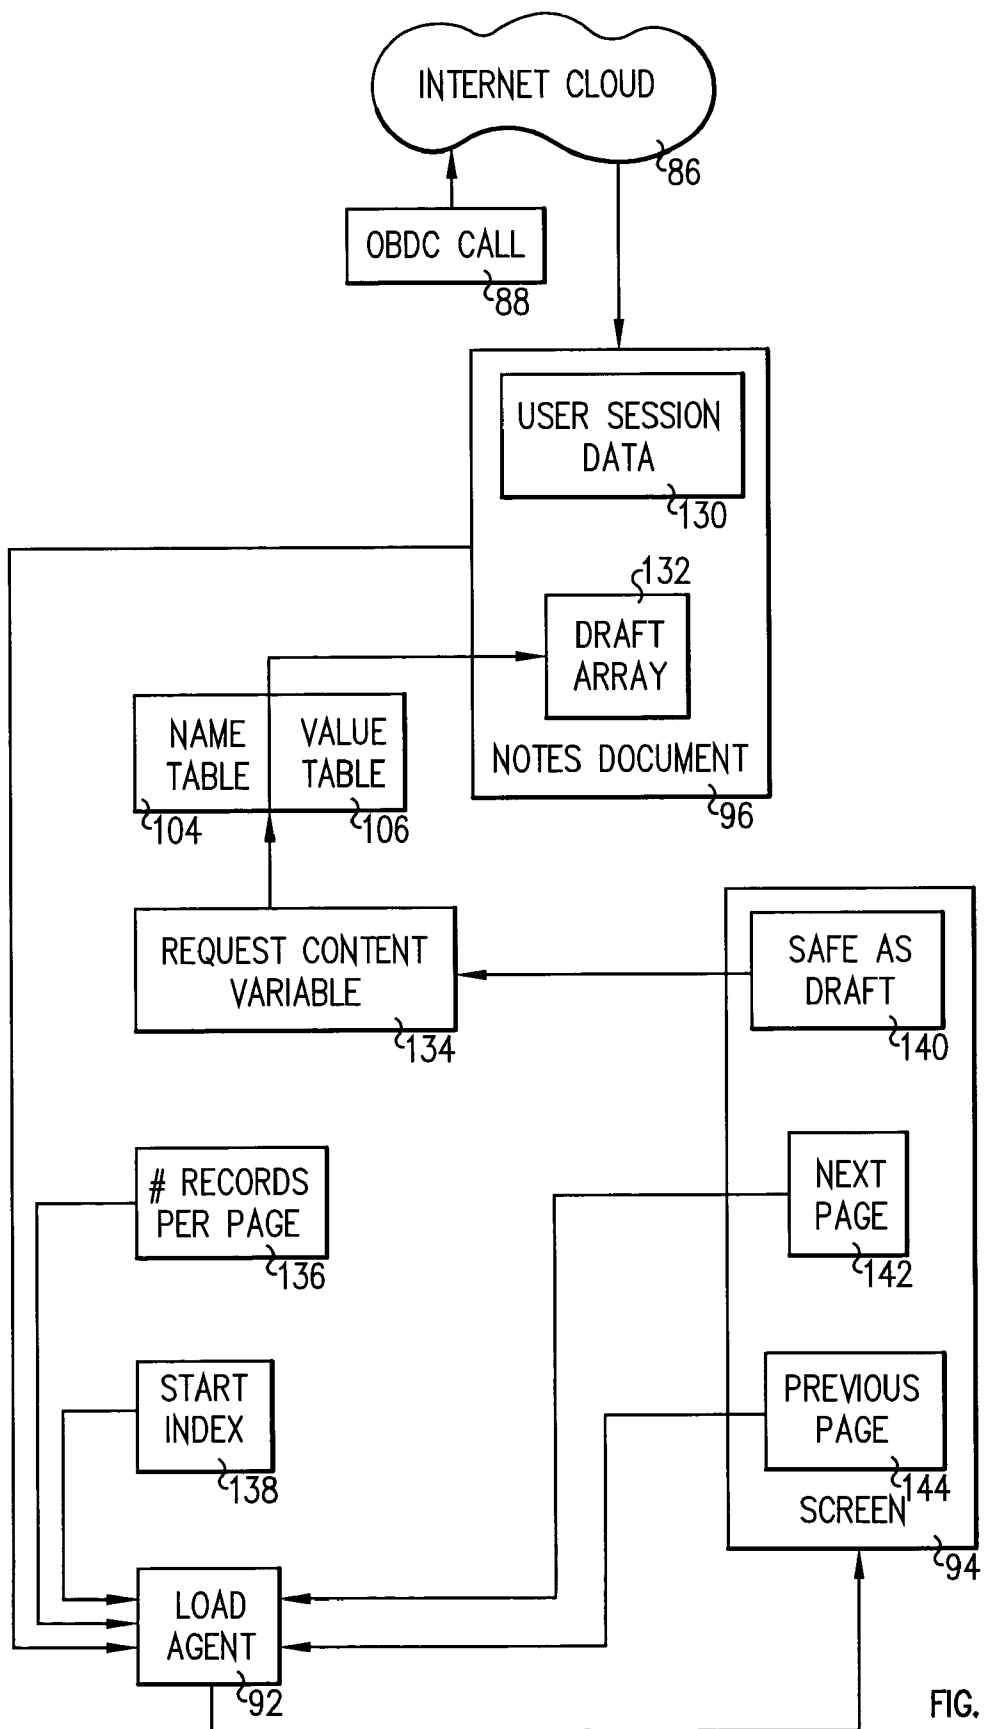 INTERNET CLOUD
86
OBDC CALL
88
USER SESSION
DATA
130
132
DRAFT
ARRAY
NOTES DOCUMENT
96
NAME
TABLE
104
VALUE
TABLE
106
REQUEST CONTENT
VARIABLE
134
SAFE AS
DRAFT
140
# RECORDS
PER PAGE
136
NEXT
PAGE
142
START
INDEX
138
PREVIOUS
PAGE
144
SCREEN
94
LOAD
AGENT
92
FIG.